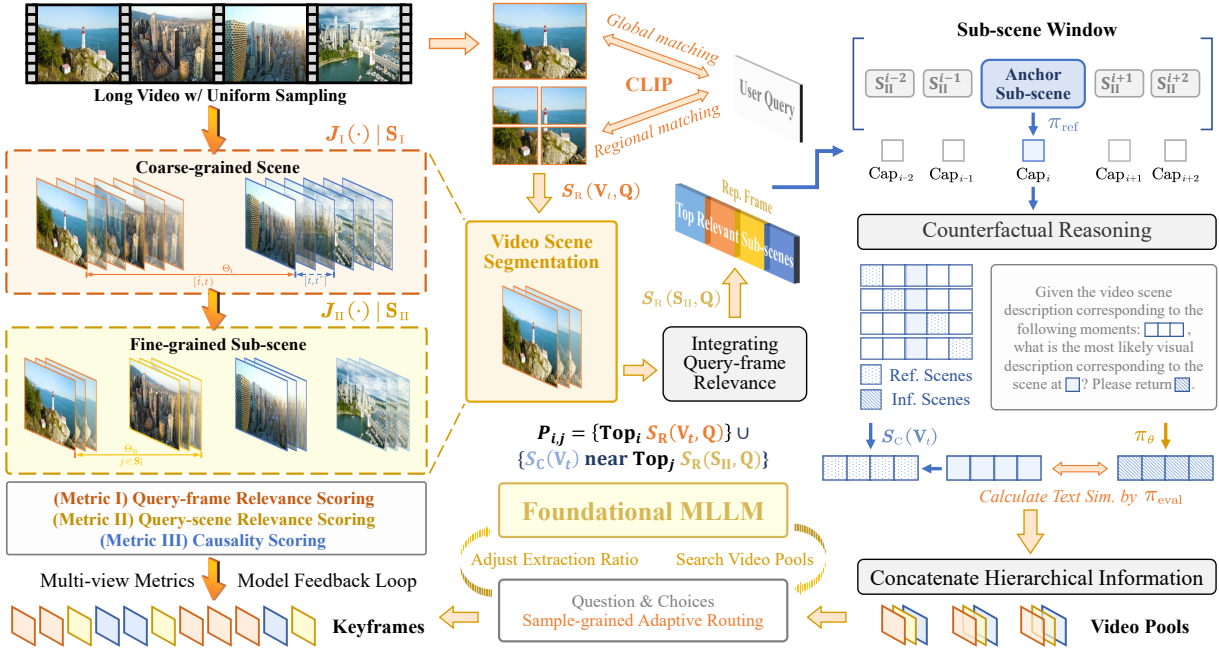 Long Video w/ Uniform Sampling
J_I(·) | S_I
Coarse-grained Scene
Θ_I
[t̂, t)
J_II(·) | S_II
Fine-grained Sub-scene
Θ_II
(Metric I) Query-frame Relevance Scoring
(Metric II) Query-scene Relevance Scoring
(Metric III) Causality Scoring
Multi-view Metrics
Model Feedback Loop
Keyframes
Global matching
CLIP
Regional matching
User Query
S_R(V_t, Q)
Video Scene
Segmentation
Rep. Frame
Top Relevant Sub-scenes
S_R(S_II, Q)
Integrating
Query-frame
Relevance
P_{i,j} = {Top_i S_R(V_t, Q)} ∪
{S_C(V_t) near Top_j S_R(S_II, Q)}
Foundational MLLM
Adjust Extraction Ratio
Search Video Pools
Question & Choices
Sample-grained Adaptive Routing
Sub-scene Window
S_II^{i-2}
S_II^{i-1}
Anchor
Sub-scene
S_II^{i+1}
S_II^{i+2}
π_ref
Cap_{i-2}
Cap_{i-1}
Cap_i
Cap_{i+1}
Cap_{i+2}
Counterfactual Reasoning
Ref. Scenes
Inf. Scenes
Given the video scene
description corresponding to
the following moments: ,
what is the most likely visual
description corresponding to
the scene at ? Please return .
S_C(V_t)
π_θ
Calculate Text Sim. by π_eval
Concatenate Hierarchical Information
Video Pools